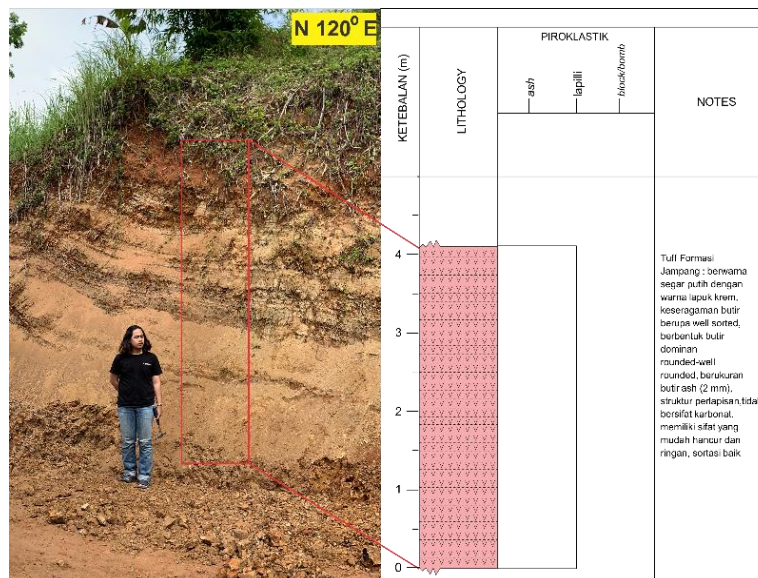 N 120⁰ E
KETEBALAN (m)
LITHOLOGY
PIROKLASTIK
ash
lapilli
block/bomb
NOTES
4
3
2
1
0
Tuff Formasi
Jampang : berwarna
segar putih dengan
warna lapuk krem,
keseragaman butir
berupa well sorted,
berbentuk butir
dominan
rounded-well
rounded, berukuran
butir ash (2 mm),
struktur perlapisan,tidal
bersifat karbonat,
memiliki sifat yang
mudah hancur dan
ringan, sortasi baik